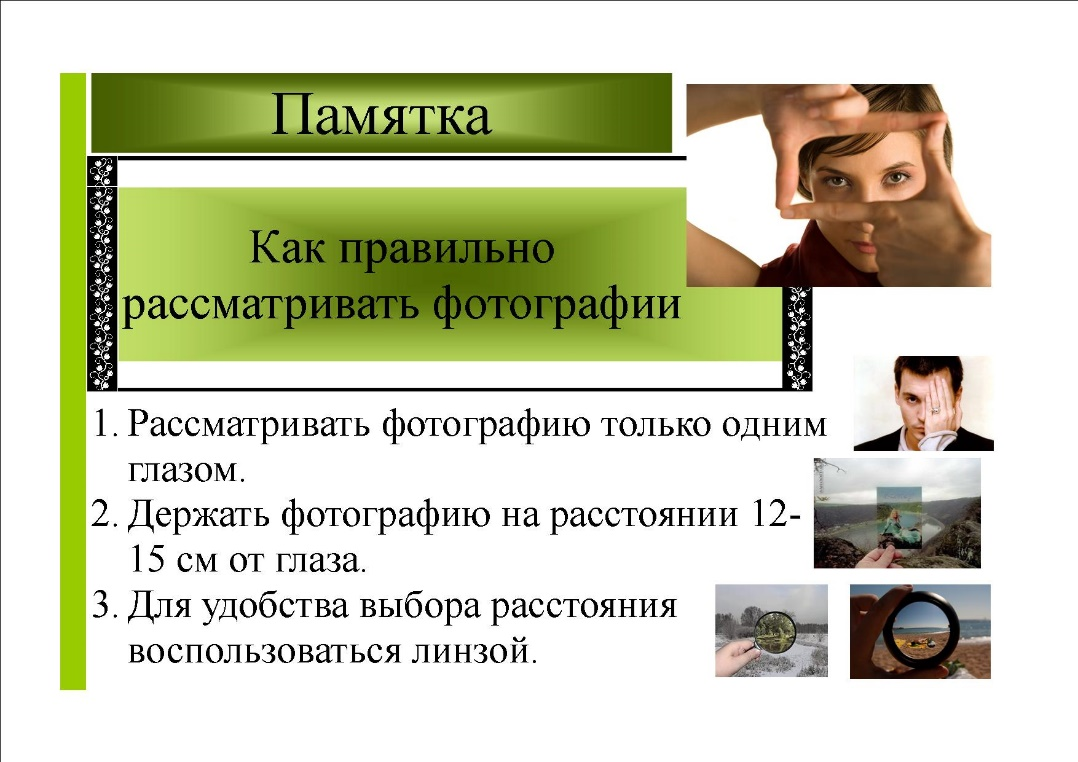 Памятка
Как правильно
рассматривать фотографии
1. Рассматривать фотографию только одним
глазом.
2. Держать фотографию на расстоянии 12-
15 см от глаза.
3. Для удобства выбора расстояния
воспользоваться линзой.